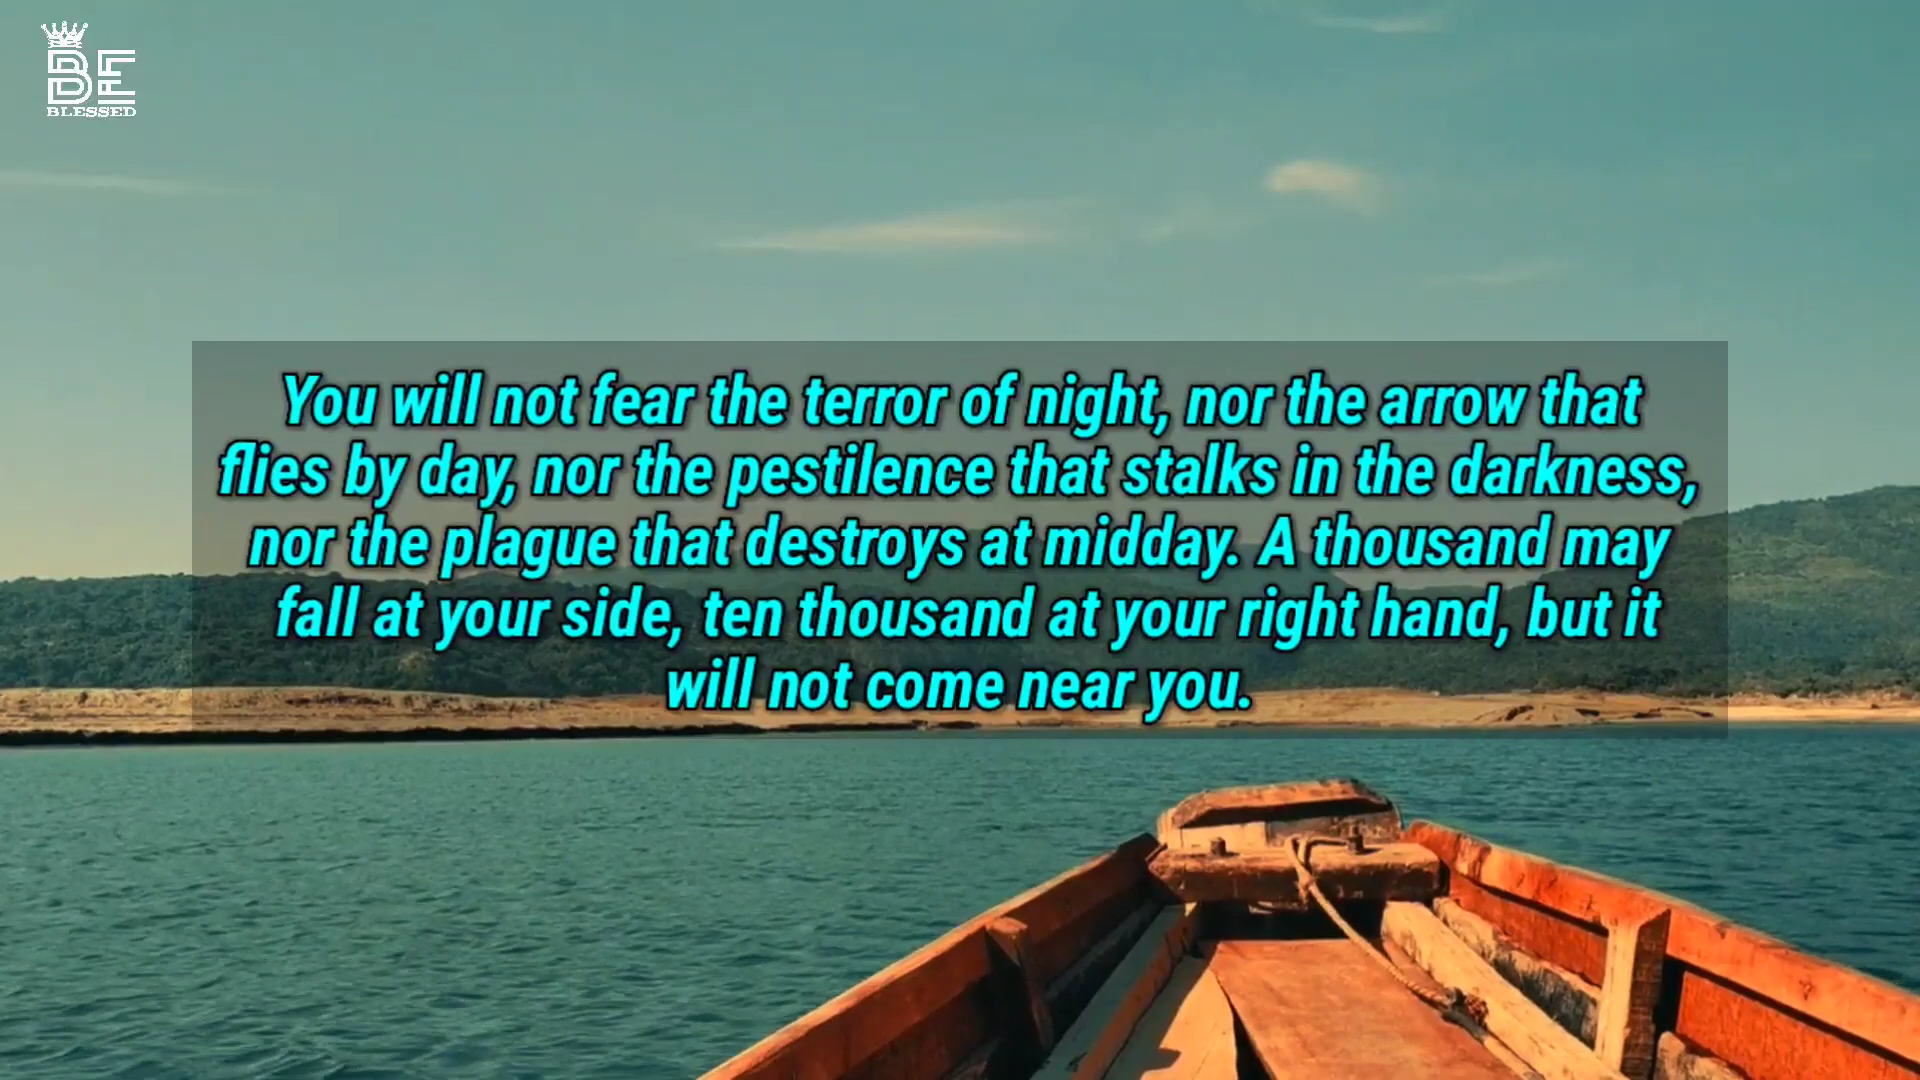 BE
BLESSED
You will not fear the terror of night, nor the arrow that
flies by day, nor the pestilence that stalks in the darkness,
nor the plague that destroys at midday. A thousand may
fall at your side, ten thousand at your right hand, but it
will not come near you.